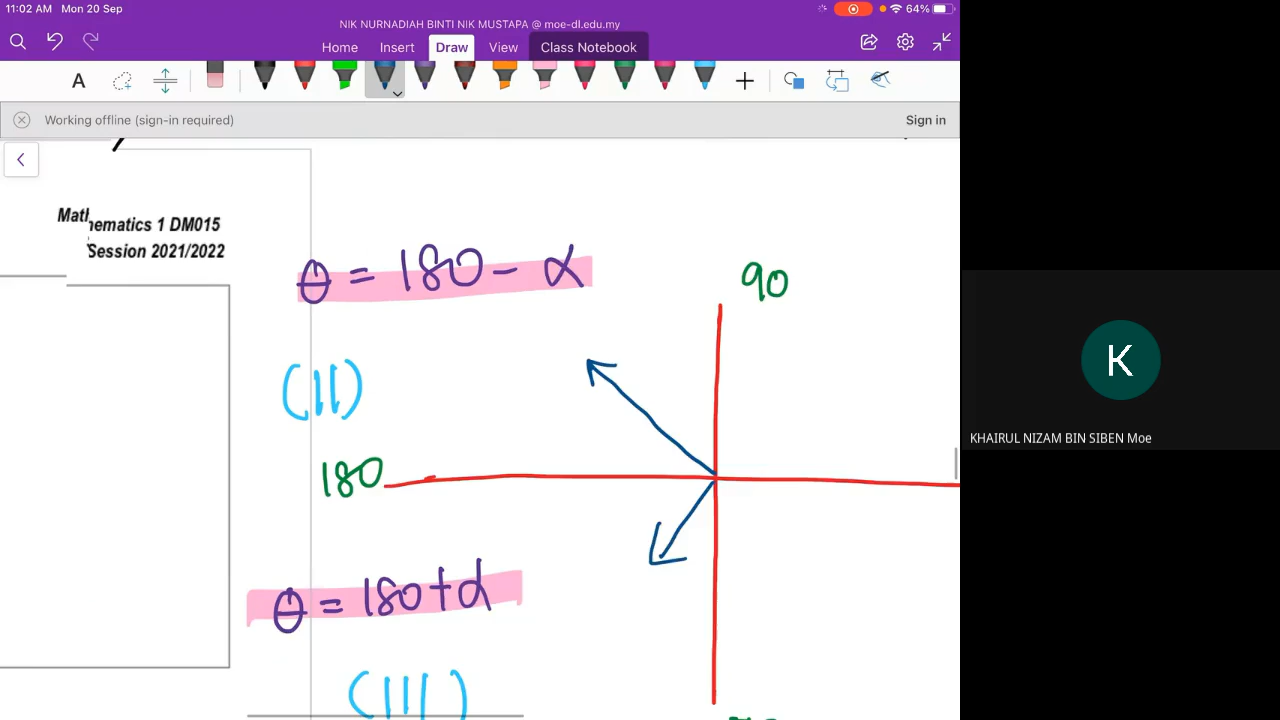 11:02 AM Mon 20 Sep
64%
NIK NURNADIAH BINTI NIK MUSTAPA @ moe-dl.edu.my
Home Insert Draw View Class Notebook
A
Working offline (sign-in required) Sign in
Mathematics 1 DM015
Session 2021/2022
θ = 180 - α
90
(II)
180
θ = 180 + α
(III)
K
KHAIRUL NIZAM BIN SIBEN Moe